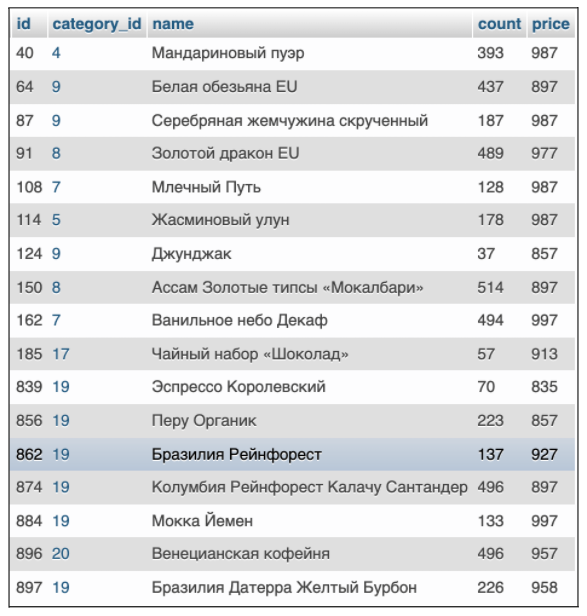 id category_id name count price
40 4 Мандариновый пуэр 393 987
64 9 Белая обезьяна EU 437 897
87 9 Серебряная жемчужина скрученный 187 987
91 8 Золотой дракон EU 489 977
108 7 Млечный Путь 128 987
114 5 Жасминовый улун 178 987
124 9 Джунджак 37 857
150 8 Ассам Золотые типсы «Мокалбари» 514 897
162 7 Ванильное небо Декаф 494 997
185 17 Чайный набор «Шоколад» 57 913
839 19 Эспрессо Королевский 70 835
856 19 Перу Органик 223 857
862 19 Бразилия Рейнфорест 137 927
874 19 Колумбия Рейнфорест Калачу Сантандер 496 897
884 19 Мокка Йемен 133 997
896 20 Венецианская кофейня 496 957
897 19 Бразилия Датерра Желтый Бурбон 226 958